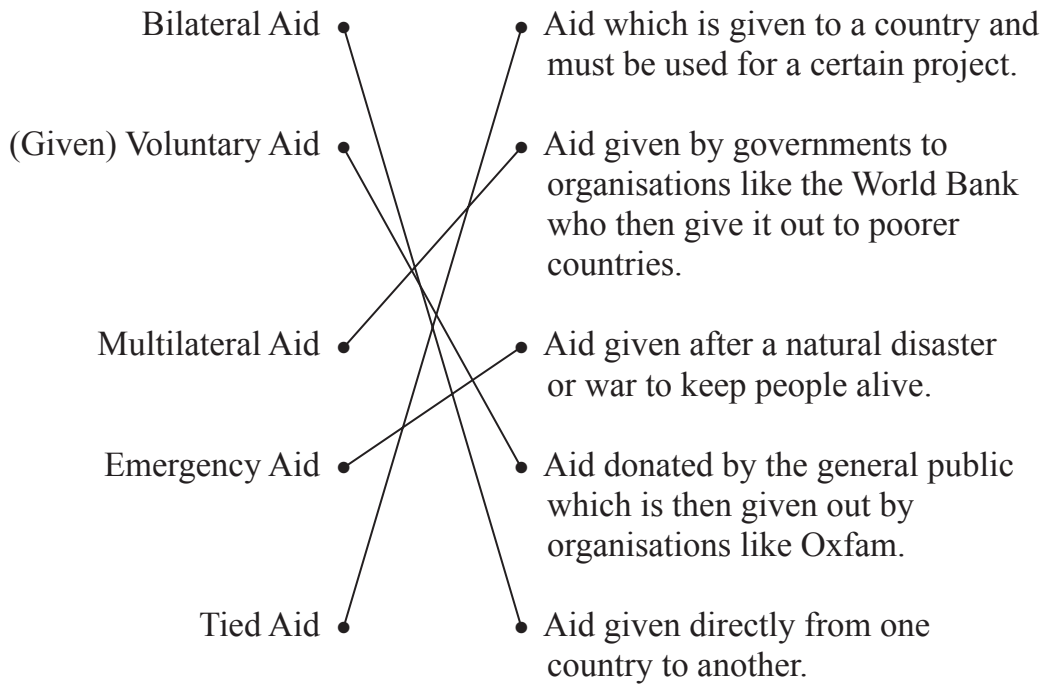 Bilateral Aid
Aid which is given to a country and
must be used for a certain project.
(Given) Voluntary Aid
Aid given by governments to
organisations like the World Bank
who then give it out to poorer
countries.
Multilateral Aid
Aid given after a natural disaster
or war to keep people alive.
Emergency Aid
Aid donated by the general public
which is then given out by
organisations like Oxfam.
Tied Aid
Aid given directly from one
country to another.